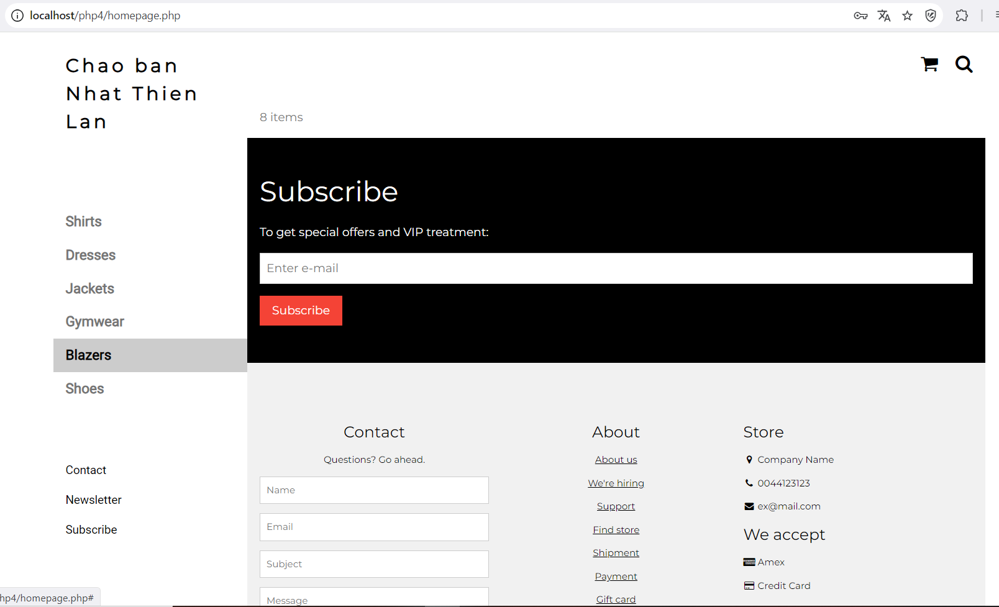 localhost/php4/homepage.php
Chao ban
Nhat Thien
Lan
8 items
Shirts
Dresses
Jackets
Gymwear
Blazers
Shoes
Contact
Newsletter
Subscribe
Subscribe
To get special offers and VIP treatment:
Enter e-mail
Subscribe
Contact
Questions? Go ahead.
Name
Email
Subject
Message
About
About us
We're hiring
Support
Find store
Shipment
Payment
Gift card
Store
Company Name
0044123123
ex@mail.com
We accept
Amex
Credit Card
hp4/homepage.php#